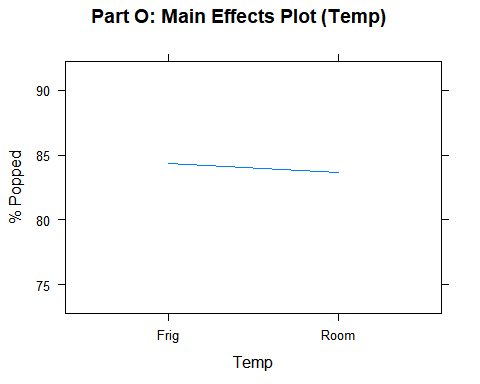 Part O: Main Effects Plot (Temp)
90
85
80
75
% Popped
Frig Room
Temp